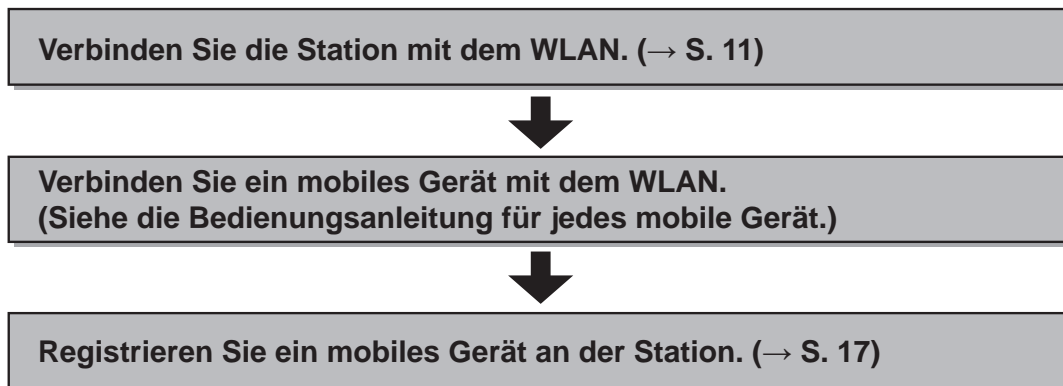 Verbinden Sie die Station mit dem WLAN. (→ S. 11)
Verbinden Sie ein mobiles Gerät mit dem WLAN.
(Siehe die Bedienungsanleitung für jedes mobile Gerät.)
Registrieren Sie ein mobiles Gerät an der Station. (→ S. 17)